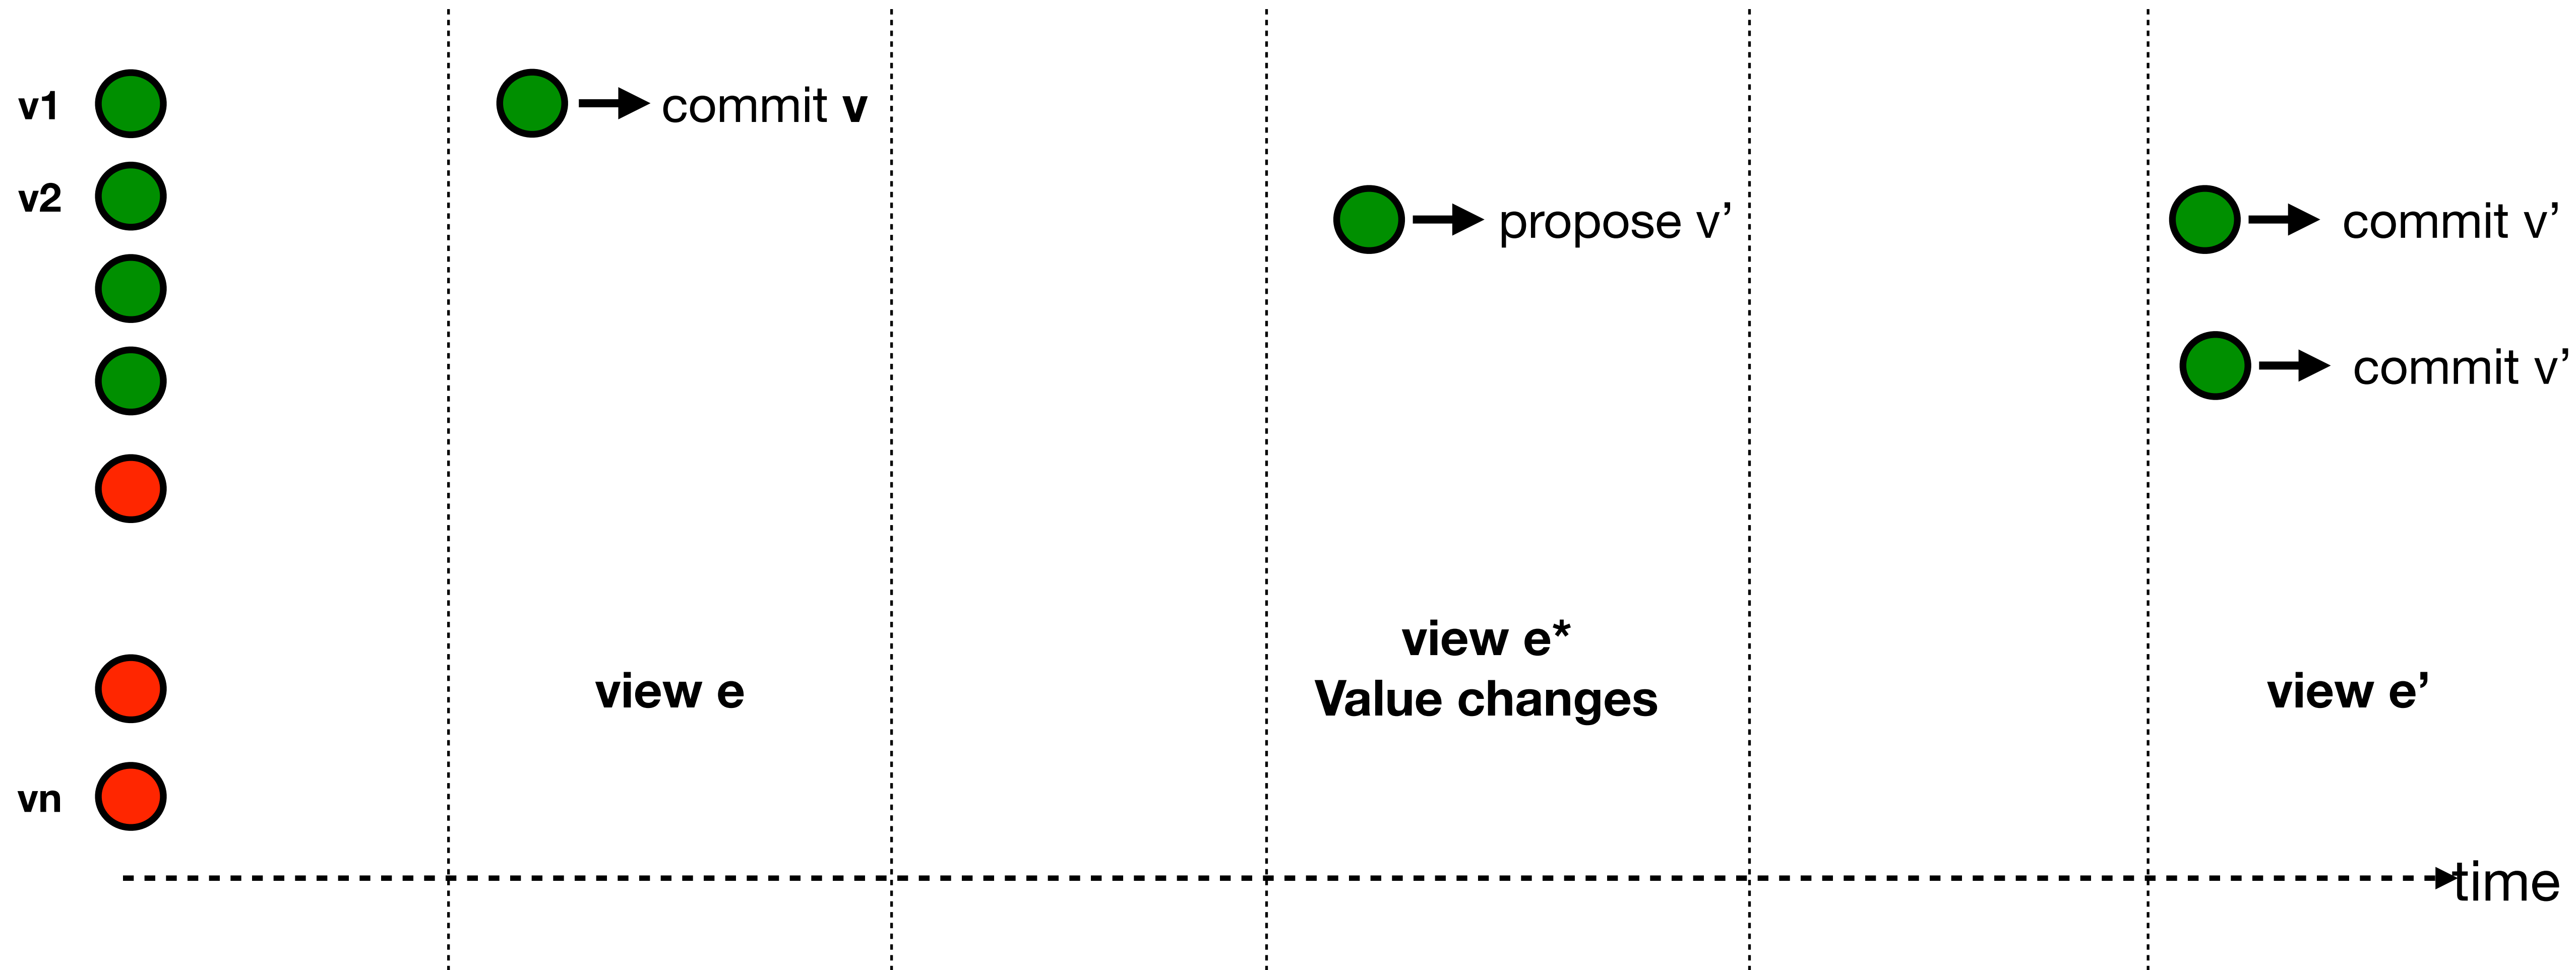 v1
commit v
v2
propose v’
commit v’
commit v’
view e*
Value changes
view e
view e’
vn
time